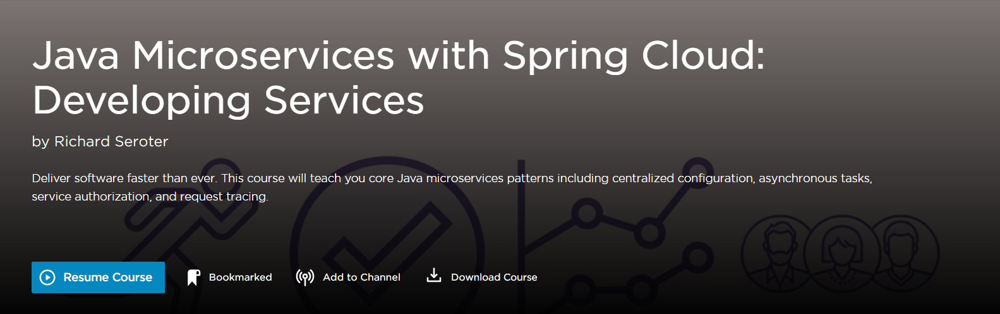 Java Microservices with Spring Cloud:
Developing Services
by Richard Seroter
Deliver software faster than ever. This course will teach you core Java microservices patterns including centralized configuration, asynchronous tasks,
service authorization, and request tracing.
Resume Course Bookmarked Add to Channel Download Course